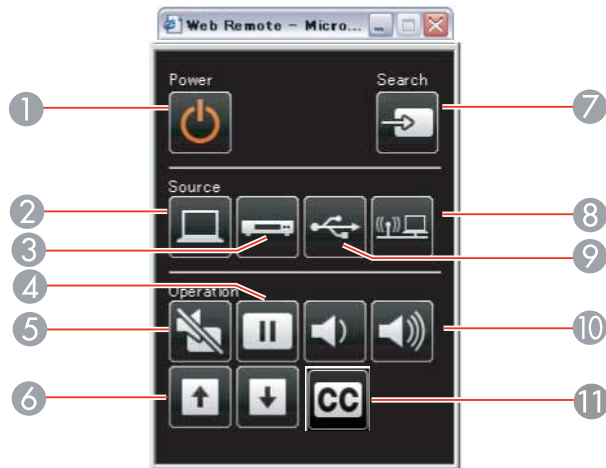 Web Remote - Micro...
Power Search
1 7
Source
2 8
3 9
4
Operation
5 10
6 CC 11